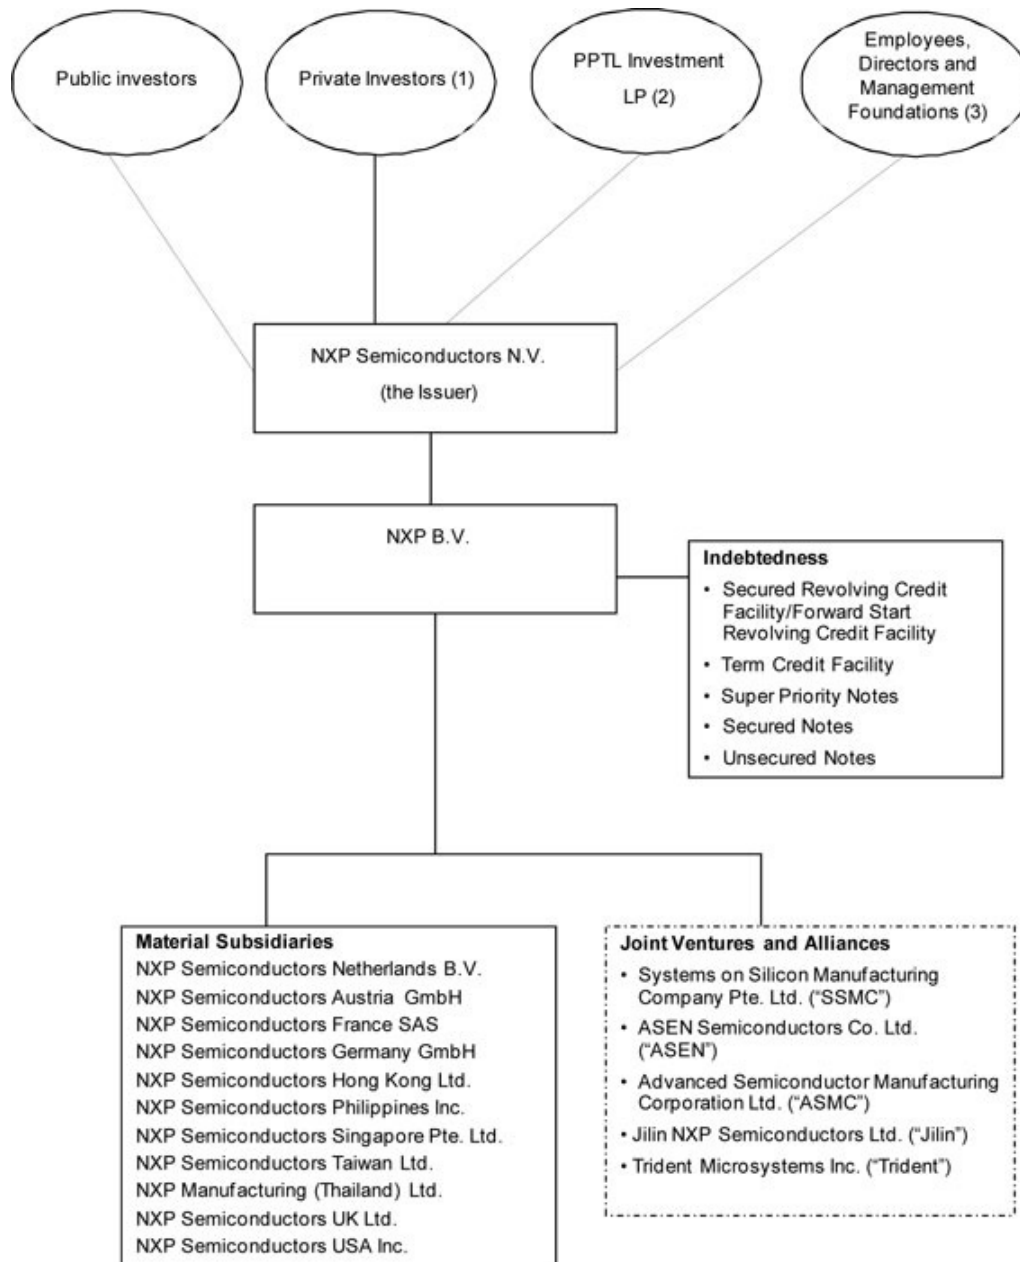 Public investors
Private Investors (1)
PPTL Investment
LP (2)
Employees,
Directors and
Management
Foundations (3)
NXP Semiconductors N.V.
(the Issuer)
NXP B.V.
Indebtedness
• Secured Revolving Credit
Facility/Forward Start
Revolving Credit Facility
• Term Credit Facility
• Super Priority Notes
• Secured Notes
• Unsecured Notes
Material Subsidiaries
NXP Semiconductors Netherlands B.V.
NXP Semiconductors Austria GmbH
NXP Semiconductors France SAS
NXP Semiconductors Germany GmbH
NXP Semiconductors Hong Kong Ltd.
NXP Semiconductors Philippines Inc.
NXP Semiconductors Singapore Pte. Ltd.
NXP Semiconductors Taiwan Ltd.
NXP Manufacturing (Thailand) Ltd.
NXP Semiconductors UK Ltd.
NXP Semiconductors USA Inc.
Joint Ventures and Alliances
• Systems on Silicon Manufacturing
Company Pte. Ltd. (“SSMC”)
• ASEN Semiconductors Co. Ltd.
(“ASEN”)
• Advanced Semiconductor Manufacturing
Corporation Ltd. (“ASMC”)
• Jilin NXP Semiconductors Ltd. (“Jilin”)
• Trident Microsystems Inc. (“Trident”)